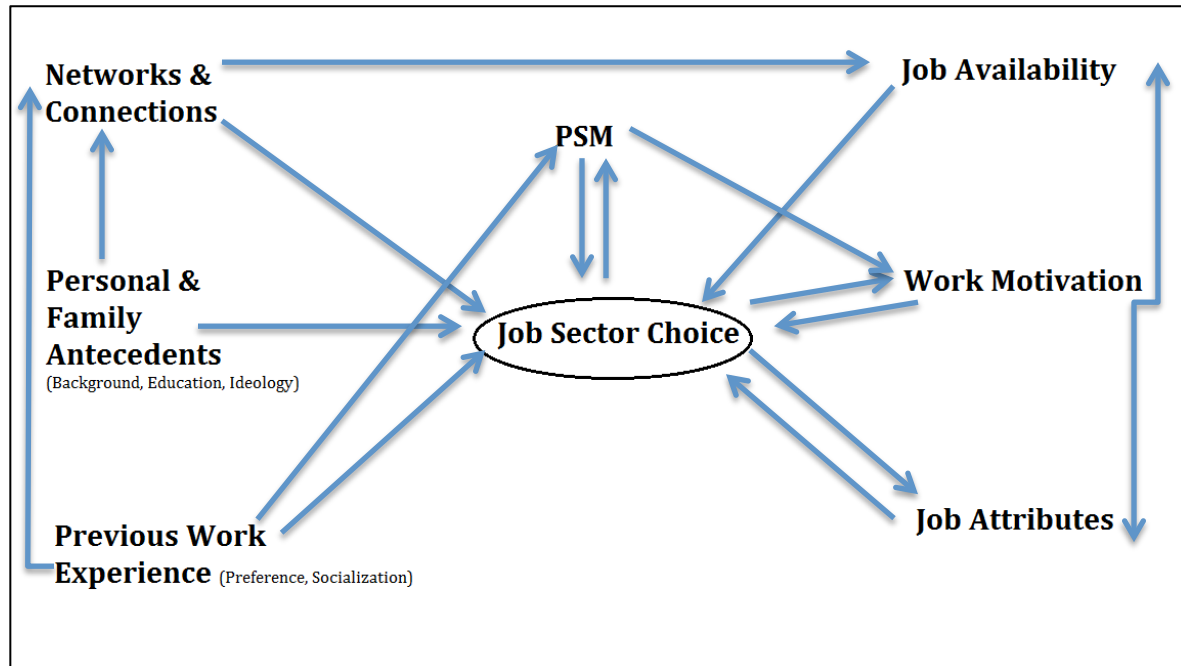 Networks &
Connections
Job Availability
PSM
Personal &
Family
Antecedents
(Background, Education, Ideology)
Work Motivation
Job Sector Choice
Job Attributes
Previous Work
Experience (Preference, Socialization)